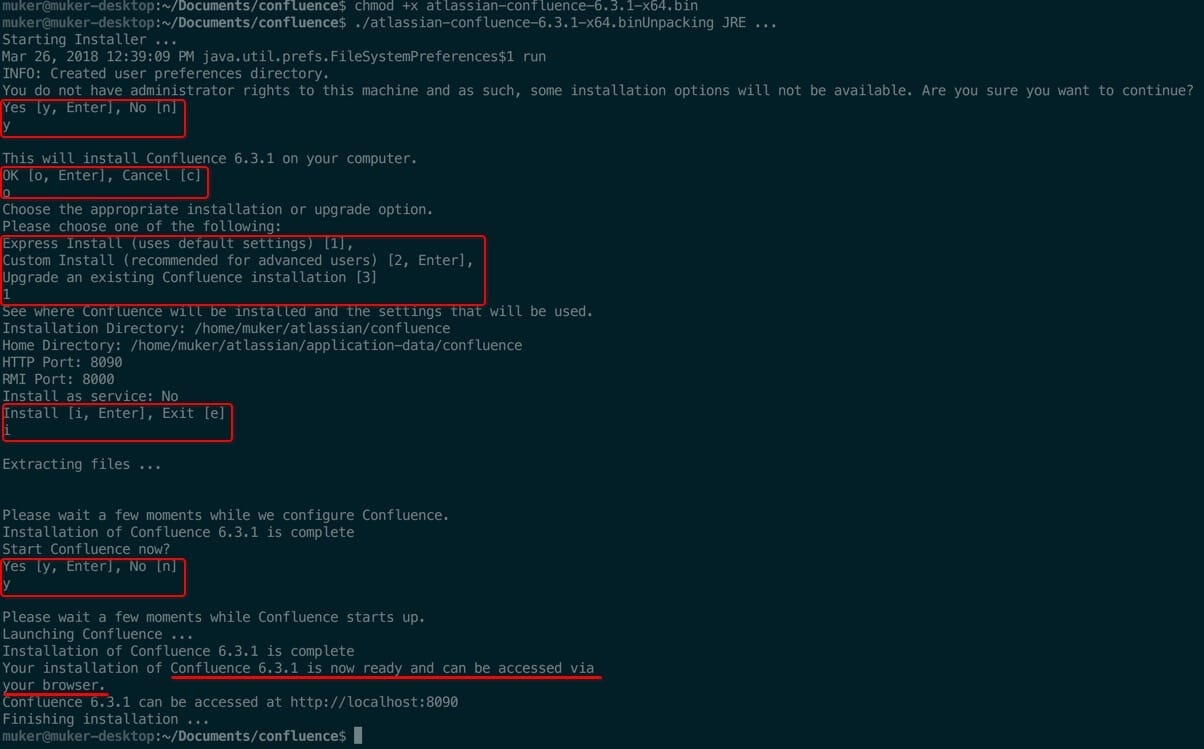 muker@muker-desktop:~/Documents/confluence$ chmod +x atlassian-confluence-6.3.1-x64.bin
muker@muker-desktop:~/Documents/confluence$ ./atlassian-confluence-6.3.1-x64.binUnpacking JRE ...
Starting Installer ...
Mar 26, 2018 12:39:09 PM java.util.prefs.FileSystemPreferences$1 run
INFO: Created user preferences directory.
You do not have administrator rights to this machine and as such, some installation options will not be available. Are you sure you want to continue?
Yes [y, Enter], No [n]
y
This will install Confluence 6.3.1 on your computer.
OK [o, Enter], Cancel [c]
o
Choose the appropriate installation or upgrade option.
Please choose one of the following:
Express Install (uses default settings) [1],
Custom Install (recommended for advanced users) [2, Enter],
Upgrade an existing Confluence installation [3]
1
See where Confluence will be installed and the settings that will be used.
Installation Directory: /home/muker/atlassian/confluence
Home Directory: /home/muker/atlassian/application-data/confluence
HTTP Port: 8090
RMI Port: 8000
Install as service: No
Install [i, Enter], Exit [e]
i
Extracting files ...
Please wait a few moments while we configure Confluence.
Installation of Confluence 6.3.1 is complete
Start Confluence now?
Yes [y, Enter], No [n]
y
Please wait a few moments while Confluence starts up.
Launching Confluence ...
Installation of Confluence 6.3.1 is complete
Your installation of Confluence 6.3.1 is now ready and can be accessed via
your browser.
Confluence 6.3.1 can be accessed at http://localhost:8090
Finishing installation ...
muker@muker-desktop:~/Documents/confluence$